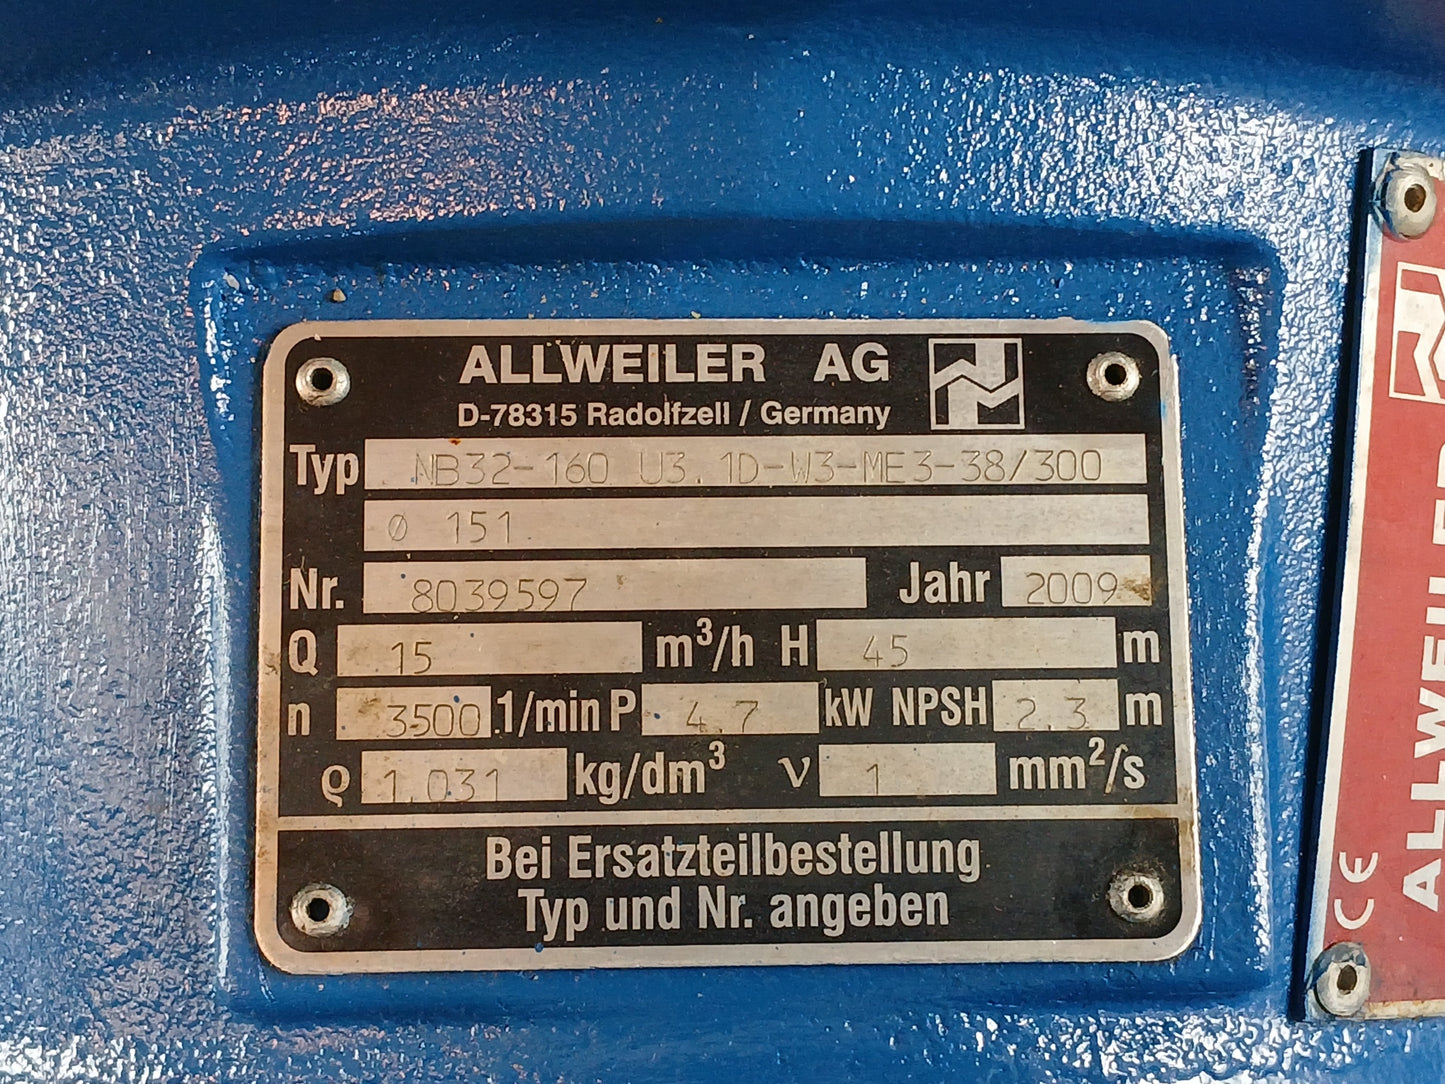 ALLWEILER AG
D-78315 Radolfzell / Germany
Typ NB32-160 U3.1D-W3-ME3-38/300
Ø 151
Nr. 8039597 Jahr 2009
Q 15 m³/h H 45 m
n 3500 1/min P 4.7 kW NPSH 2.3 m
ϱ 1.031 kg/dm³ ν 1 mm²/s
Bei Ersatzteilbestellung
Typ und Nr. angeben
CE
ALLWEILER